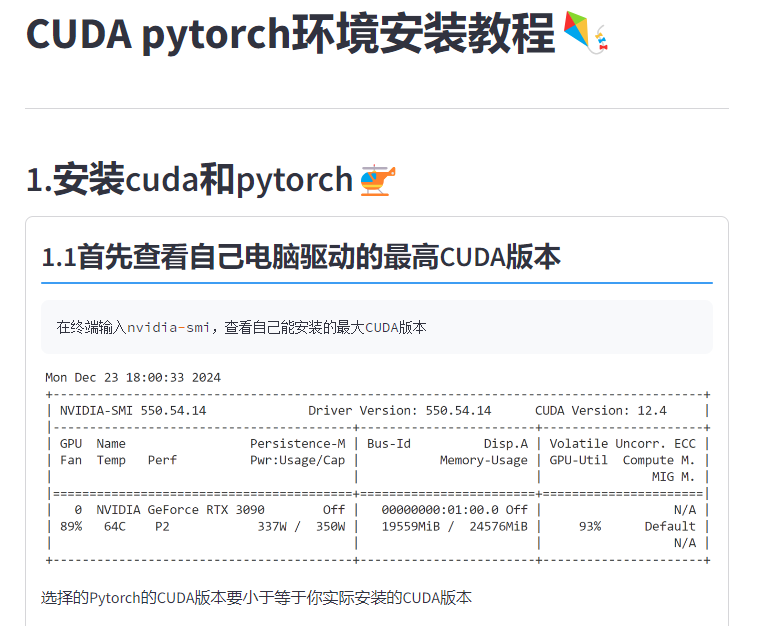 CUDA pytorch环境安装教程🪁
1.安装cuda和pytorch🚁
1.1首先查看自己电脑驱动的最高CUDA版本
在终端输入nvidia-smi，查看自己能安装的最大CUDA版本
Mon Dec 23 18:00:33 2024
+-----------------------------------------------------------------------------------------+
| NVIDIA-SMI 550.54.14              Driver Version: 550.54.14      CUDA Version: 12.4     |
|-----------------------------------------+------------------------+----------------------+
| GPU  Name                 Persistence-M | Bus-Id          Disp.A | Volatile Uncorr. ECC |
| Fan  Temp   Perf          Pwr:Usage/Cap |           Memory-Usage | GPU-Util  Compute M. |
|                                         |                        |               MIG M. |
|=========================================+========================+======================|
|   0  NVIDIA GeForce RTX 3090        Off |   00000000:01:00.0 Off |                  N/A |
| 89%   64C    P2            337W /  350W |   19559MiB /  24576MiB |     93%      Default |
|                                         |                        |                  N/A |
+-----------------------------------------+------------------------+----------------------+
选择的Pytorch的CUDA版本要小于等于你实际安装的CUDA版本